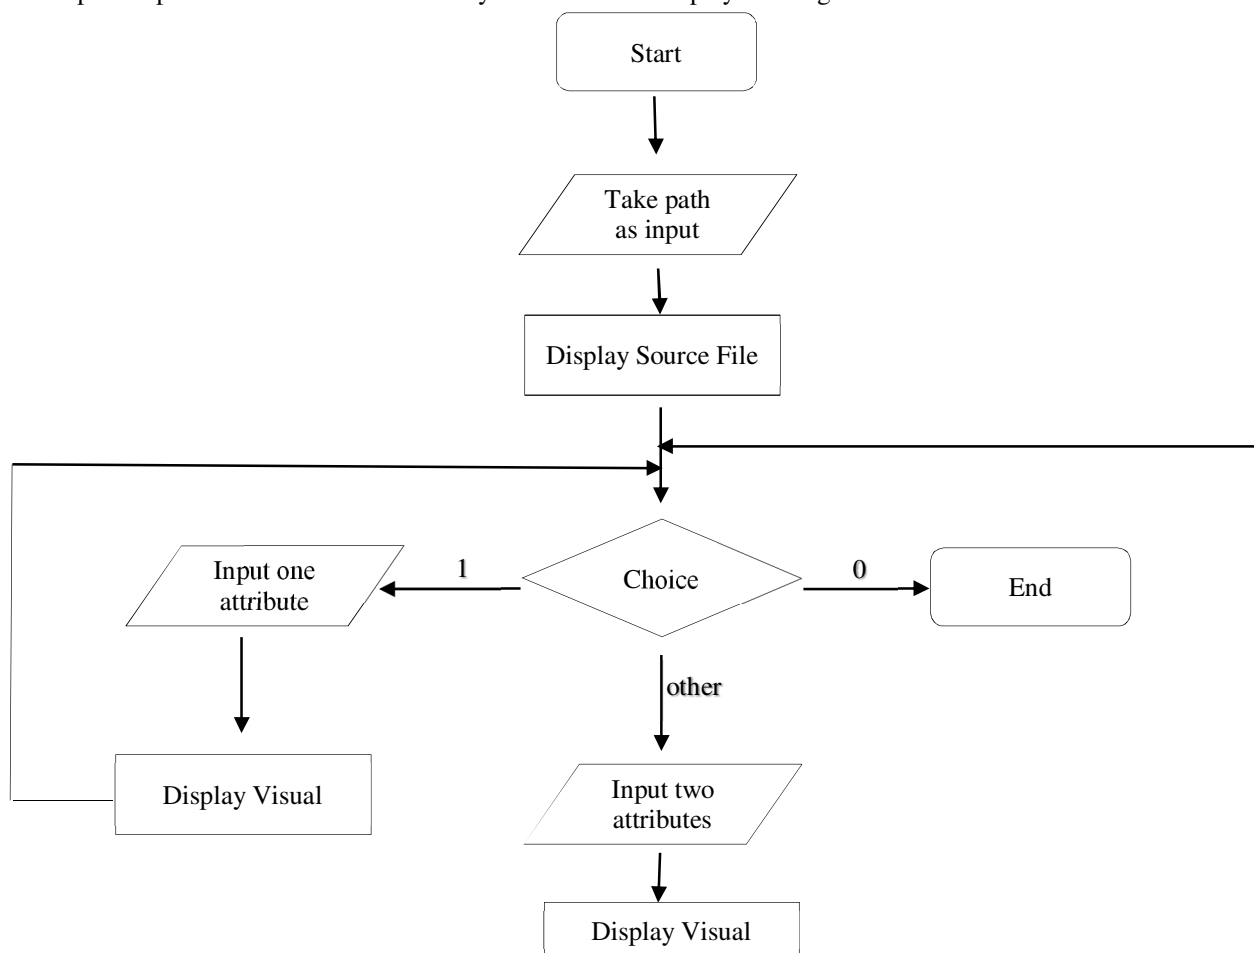 Start
Take path
as input
Display Source File
Choice
1
0
Input one
attribute
End
other
Display Visual
Input two
attributes
Display Visual